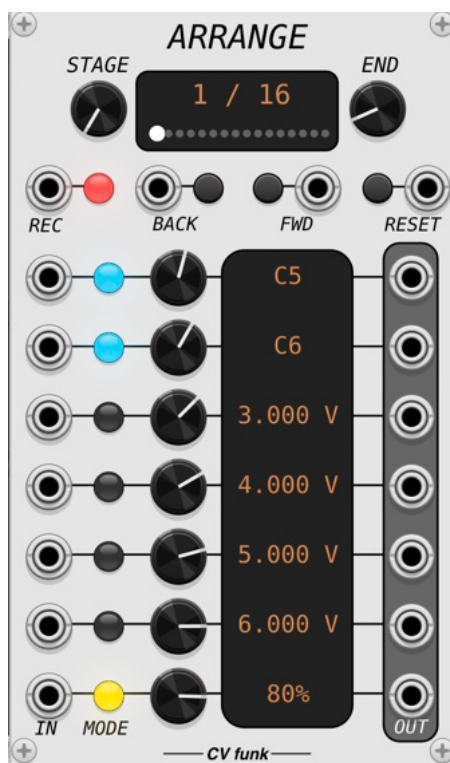 ARRANGE
STAGE
END
1 / 16
REC
BACK
FWD
RESET
C5
C6
3.000 V
4.000 V
5.000 V
6.000 V
80%
IN
MODE
OUT
CV funk